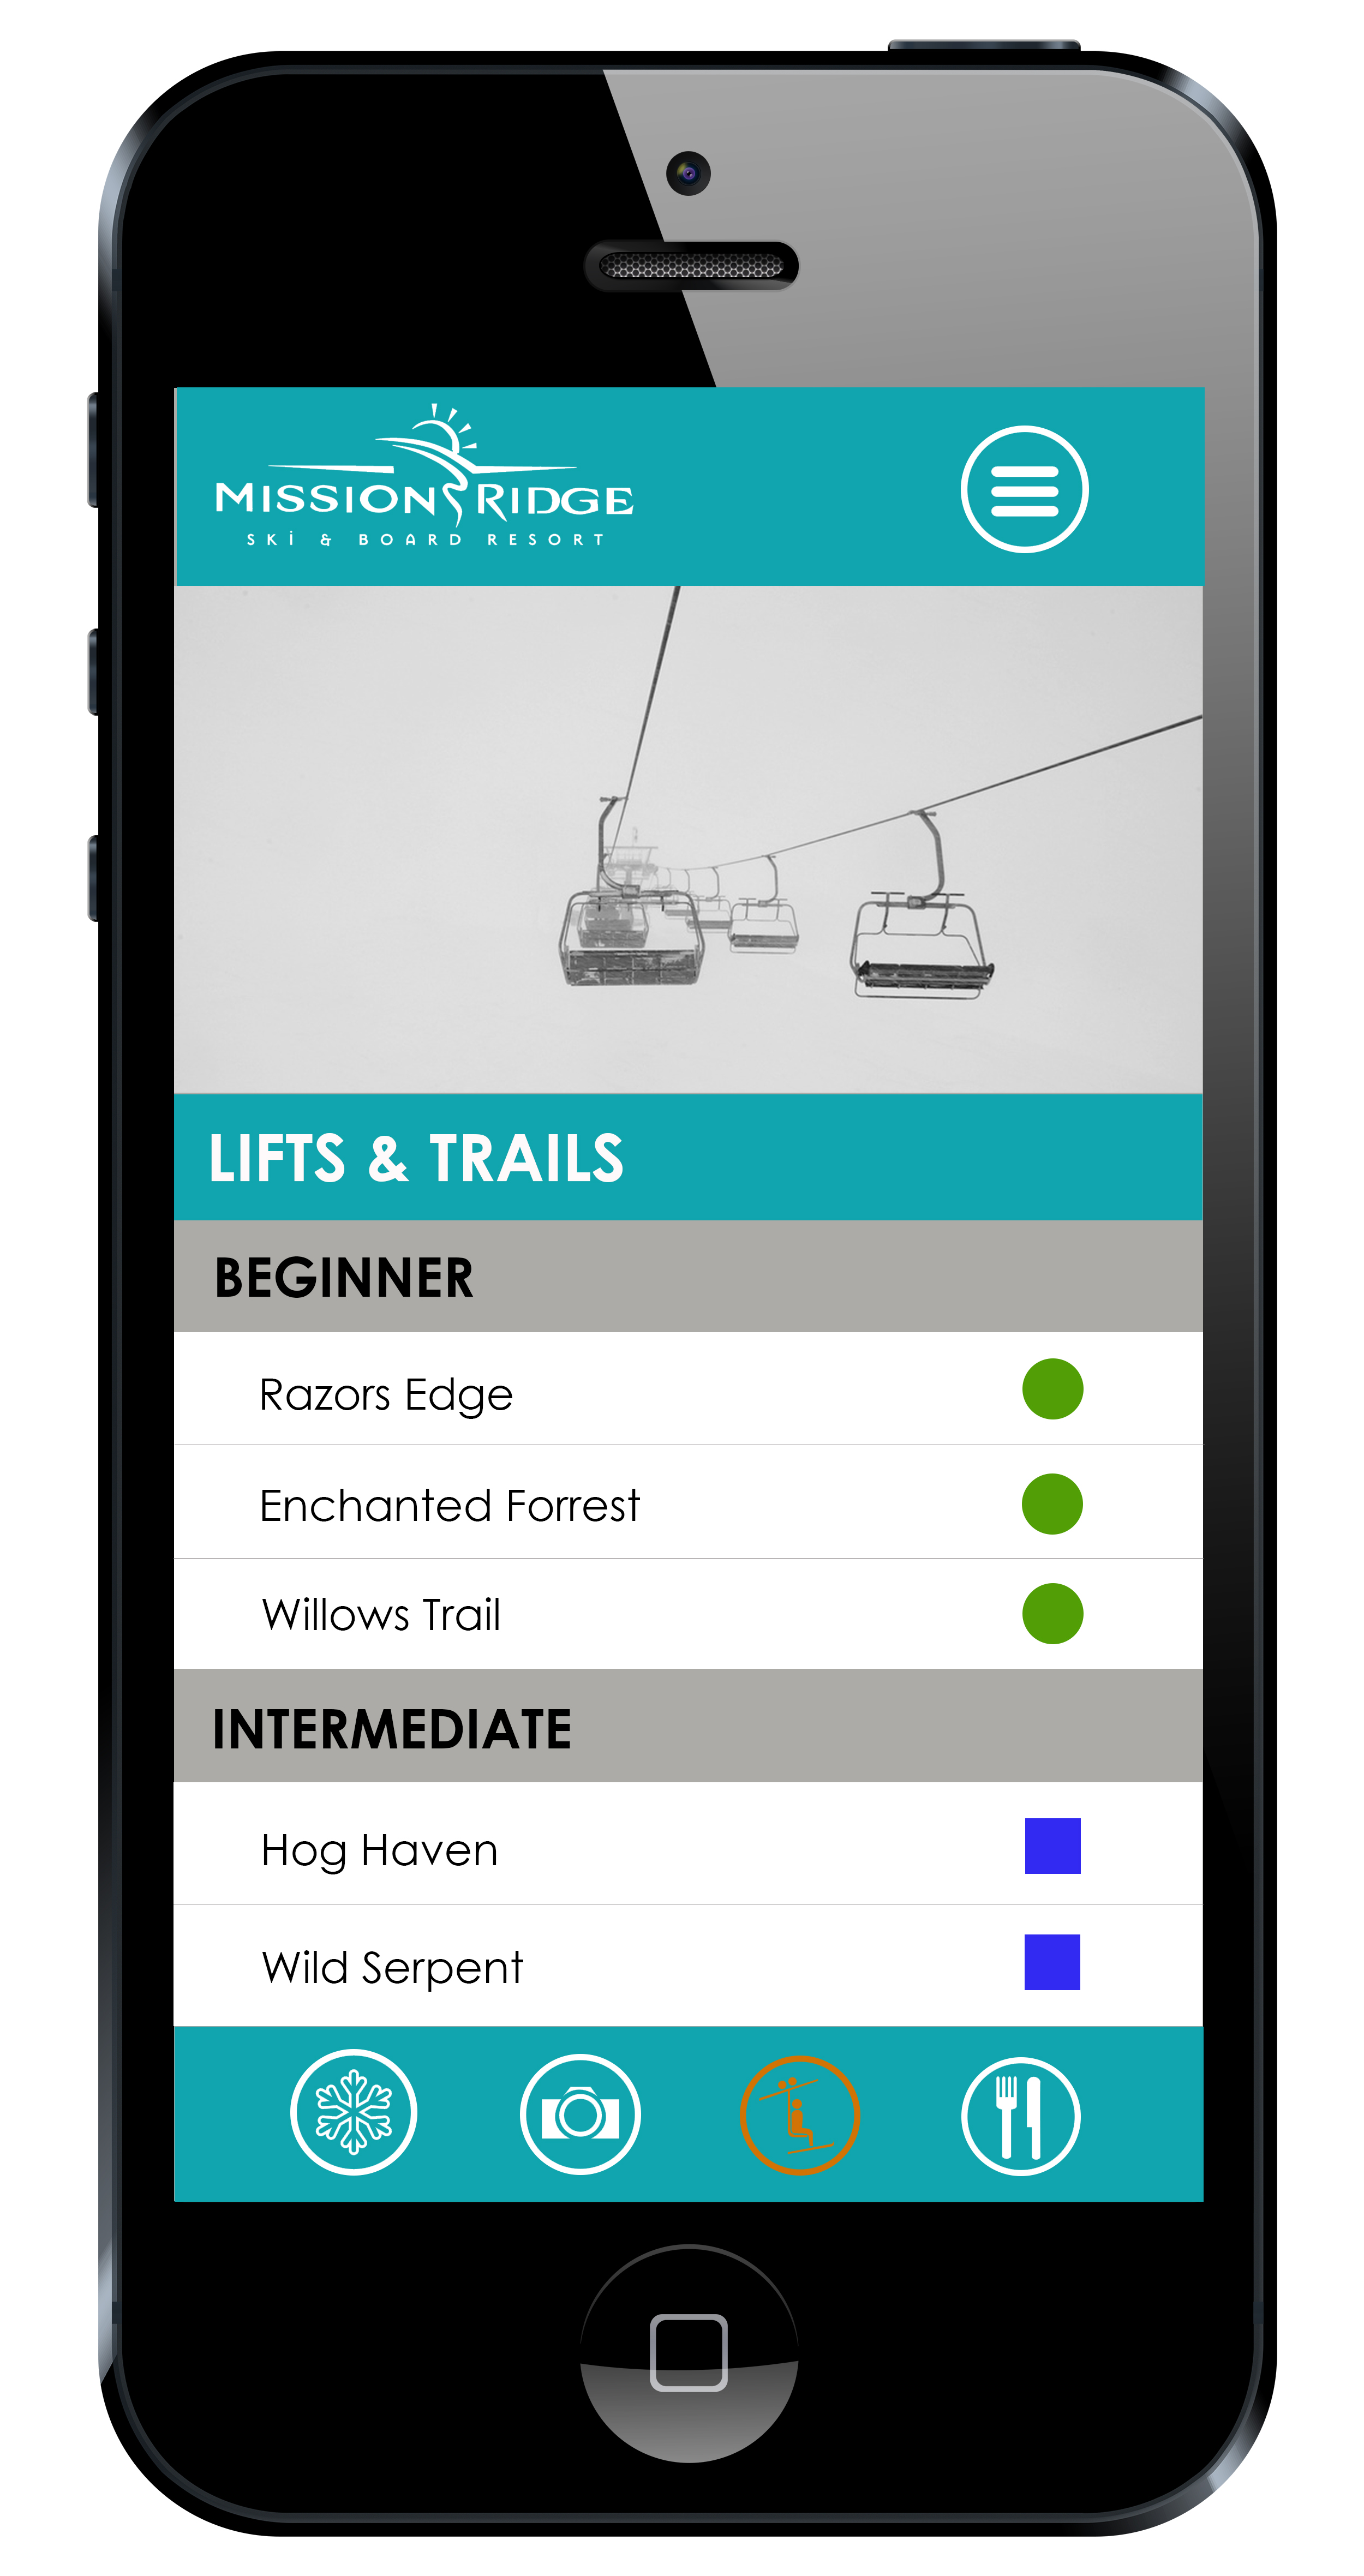 MISSION RIDGE
SKI & BOARD RESORT
LIFTS & TRAILS
BEGINNER
Razors Edge
Enchanted Forrest
Willows Trail
INTERMEDIATE
Hog Haven
Wild Serpent